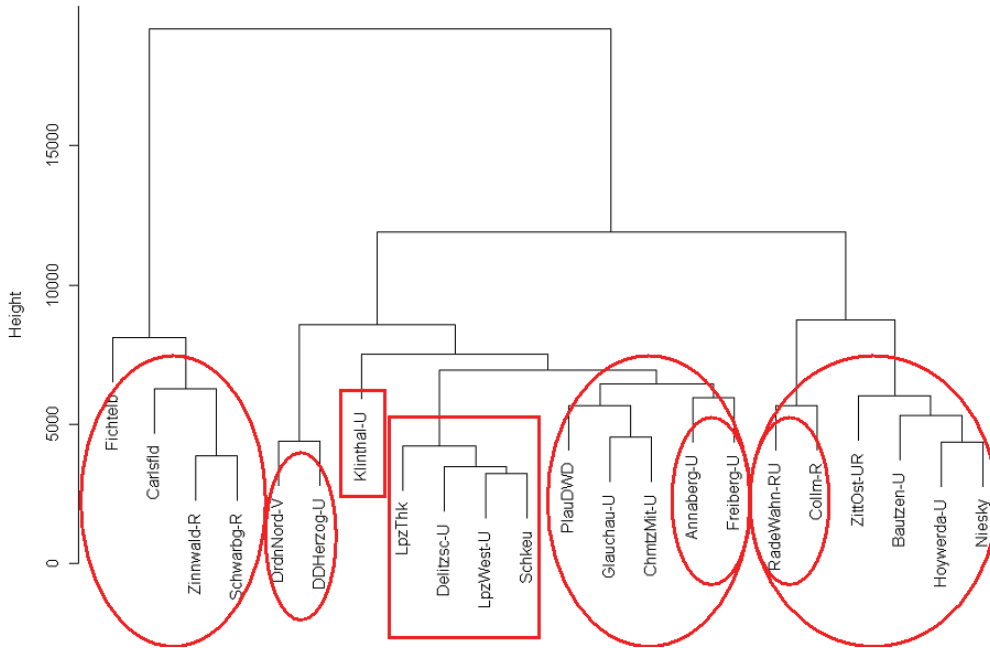 Height
0
5000
10000
15000
Fichtelb
Carlsfld
Zinnwald-R
Schwarbg-R
DrdnNord-V
DDHerzog-U
Klinthal-U
LpzThk
Delitzsc-U
LpzWest-U
Schkeu
PlauDWD
Glauchau-U
ChmtzMit-U
Annaberg-U
Freiberg-U
RadeWahn-RU
Collm-R
ZittOst-UR
Bautzen-U
Hoywerda-U
Niesky